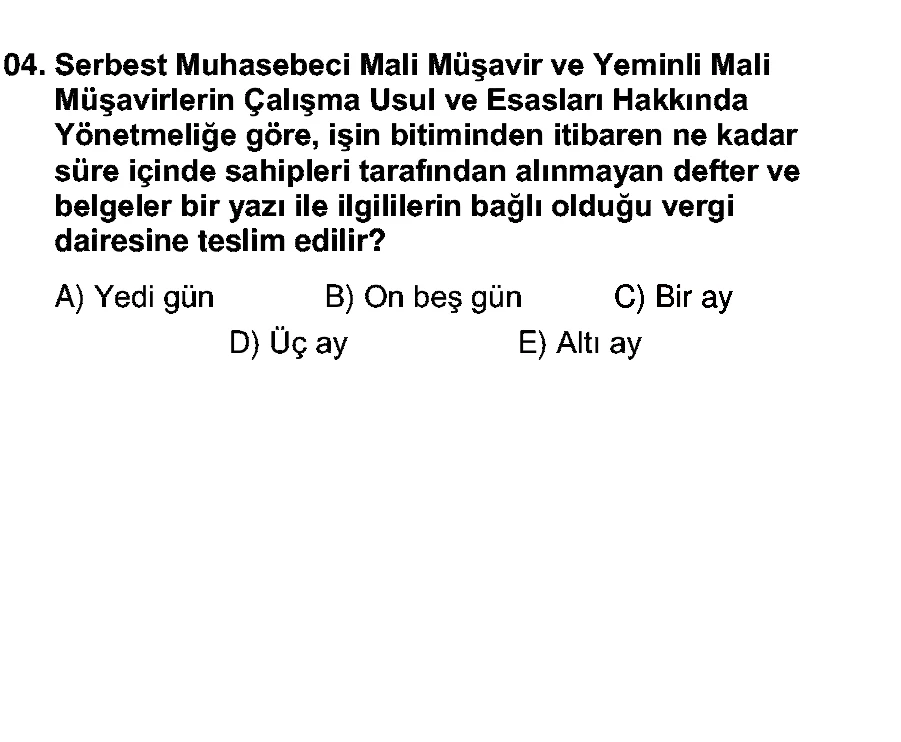 04. Serbest Muhasebeci Mali Müşavir ve Yeminli Mali
Müşavirlerin Çalışma Usul ve Esasları Hakkında
Yönetmeliğe göre, işin bitiminden itibaren ne kadar
süre içinde sahipleri tarafından alınmayan defter ve
belgeler bir yazı ile ilgililerin bağlı olduğu vergi
dairesine teslim edilir?
A) Yedi gün B) On beş gün C) Bir ay
D) Üç ay E) Altı ay